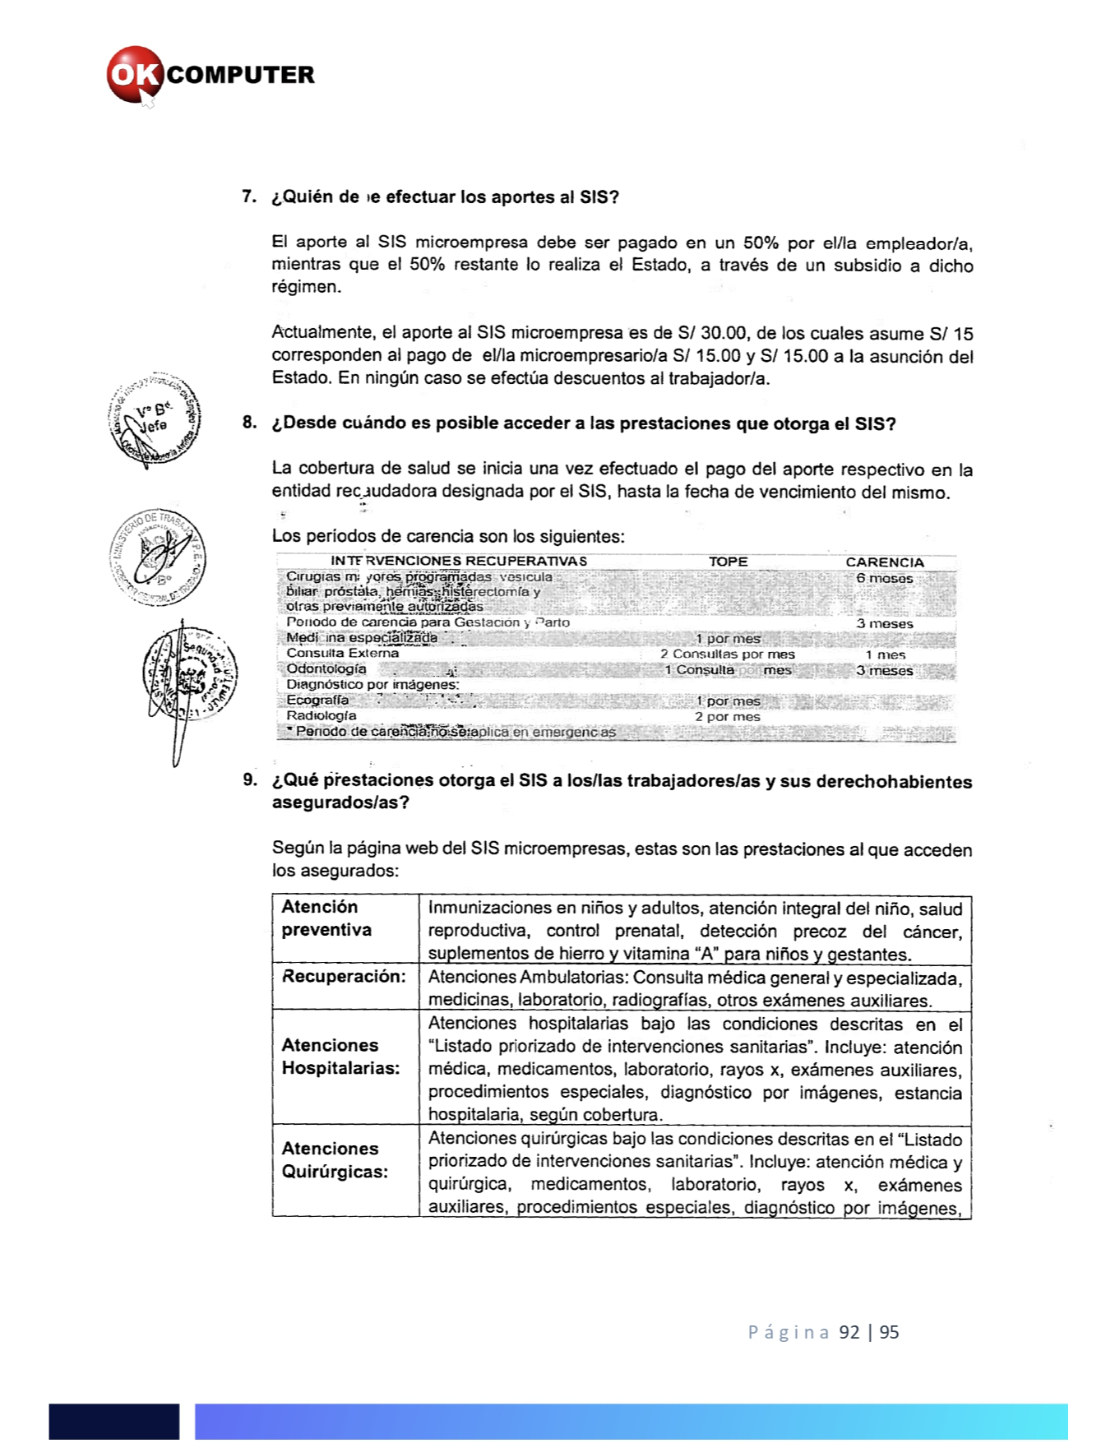 OK COMPUTER
7. ¿Quién de e efectuar los aportes al SIS?
El aporte al SIS microempresa debe ser pagado en un 50% por el/la empleador/a,
mientras que el 50% restante lo realiza el Estado, a través de un subsidio a dicho
régimen.
Actualmente, el aporte al SIS microempresa es de S/ 30.00, de los cuales asume S/ 15
corresponden al pago de el/la microempresario/a S/ 15.00 y S/ 15.00 a la asunción del
Estado. En ningún caso se efectúa descuentos al trabajador/a.
V° B°
Jefe
8. ¿Desde cuándo es posible acceder a las prestaciones que otorga el SIS?
La cobertura de salud se inicia una vez efectuado el pago del aporte respectivo en la
entidad recaudadora designada por el SIS, hasta la fecha de vencimiento del mismo.
MINISTERIO DE TRABAJO Y P.E.
Los períodos de carencia son los siguientes:
INTERVENCIONES RECUPERATIVAS TOPE CARENCIA
Cirugías mayores programadas vesícula 6 meses
biliar, próstata, hernias, histerectomía y
otras previamente autorizadas
Periodo de carencia para Gestación y Parto 3 meses
Medicina especializada 1 por mes
Consulta Externa 2 Consultas por mes 1 mes
Odontología 1 Consulta por mes 3 meses
Diagnóstico por imágenes:
Ecografía 1 por mes
Radiología 2 por mes
* Periodo de carencia no se aplica en emergencias
9. ¿Qué prestaciones otorga el SIS a los/las trabajadores/as y sus derechohabientes
asegurados/as?
Según la página web del SIS microempresas, estas son las prestaciones al que acceden
los asegurados:
Atención
preventiva
Inmunizaciones en niños y adultos, atención integral del niño, salud
reproductiva, control prenatal, detección precoz del cáncer,
suplementos de hierro y vitamina “A” para niños y gestantes.
Recuperación:
Atenciones Ambulatorias: Consulta médica general y especializada,
medicinas, laboratorio, radiografías, otros exámenes auxiliares.
Atenciones
Hospitalarias:
Atenciones hospitalarias bajo las condiciones descritas en el
“Listado priorizado de intervenciones sanitarias”. Incluye: atención
médica, medicamentos, laboratorio, rayos x, exámenes auxiliares,
procedimientos especiales, diagnóstico por imágenes, estancia
hospitalaria, según cobertura.
Atenciones
Quirúrgicas:
Atenciones quirúrgicas bajo las condiciones descritas en el “Listado
priorizado de intervenciones sanitarias”. Incluye: atención médica y
quirúrgica, medicamentos, laboratorio, rayos x, exámenes
auxiliares, procedimientos especiales, diagnóstico por imágenes,
Página 92 | 95